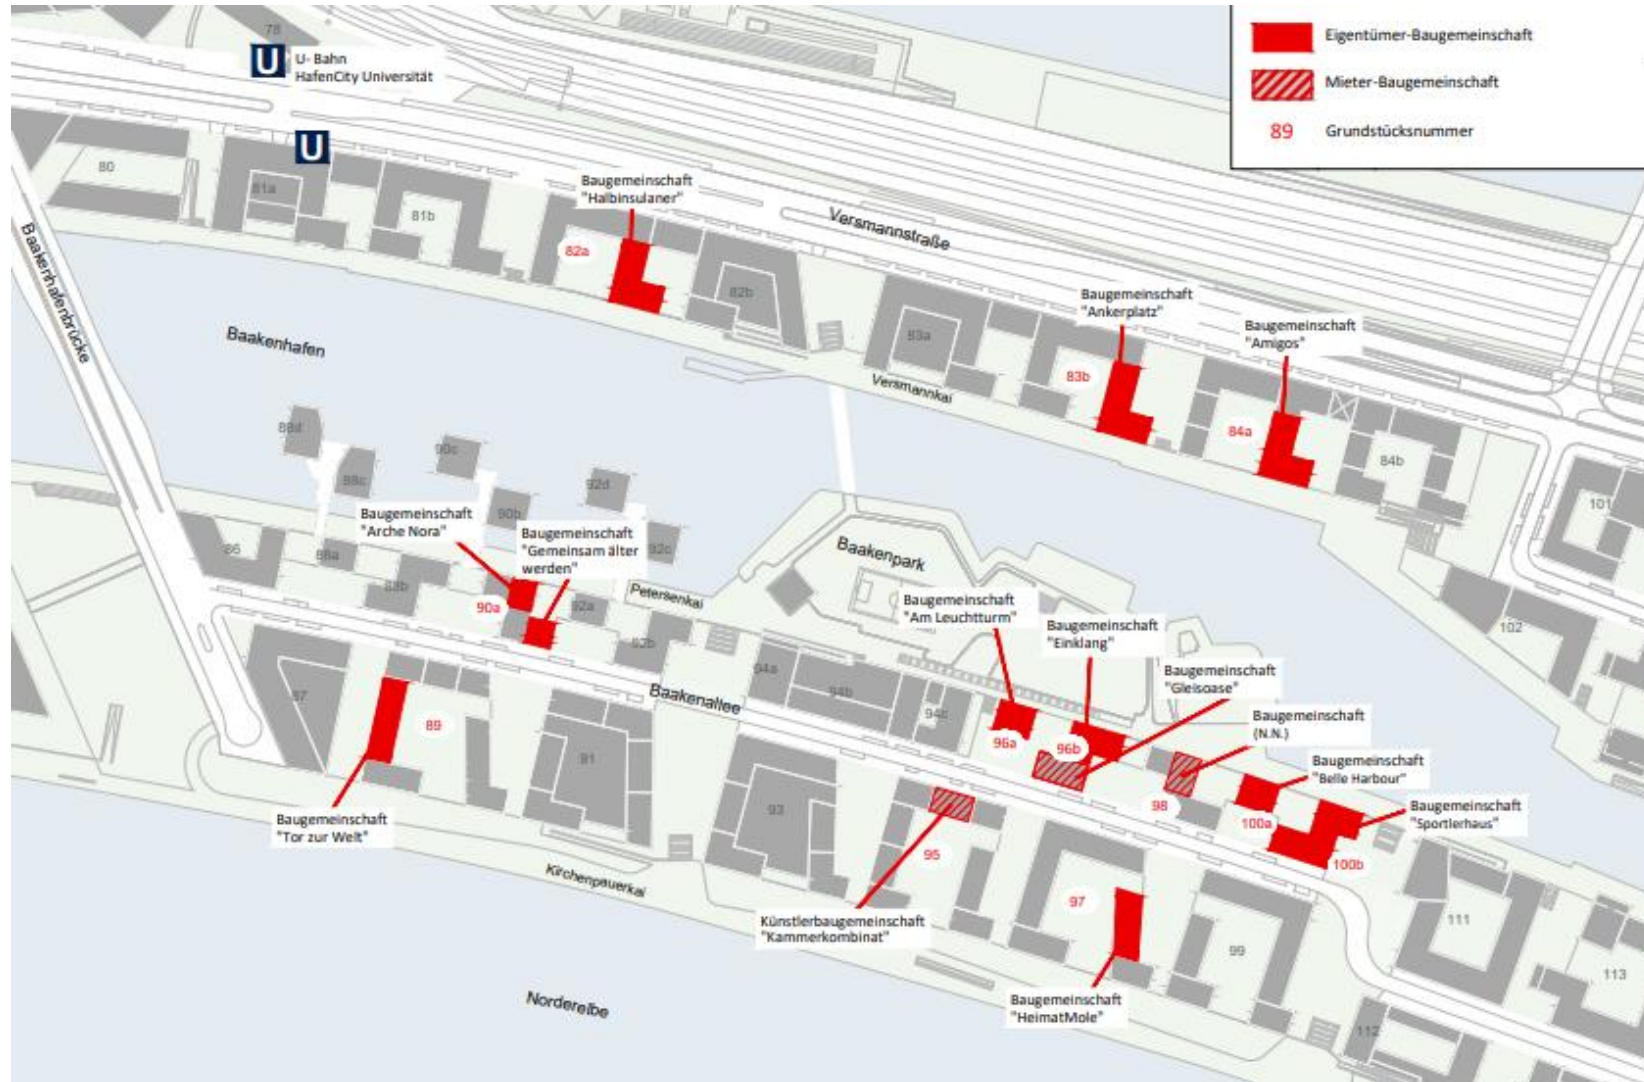 78
U
U- Bahn
HafenCity Universität
Eigentümer-Baugemeinschaft
Mieter-Baugemeinschaft
89
Grundstücksnummer
U
80
81a
81b
Baugemeinschaft
"Halbinsulaner"
82a
82b
Versmannstraße
Baakenhafenbrücke
Baakenhafen
83a
Versmannkai
Baugemeinschaft
"Ankerplatz"
83b
Baugemeinschaft
"Amigos"
84a
84b
101
102
88d
88c
90c
90b
92d
92c
Baugemeinschaft
"Arche Nora"
Baugemeinschaft
"Gemeinsam älter
werden"
86
88a
88b
90a
92a
92b
Petersenkai
Baakenpark
Baugemeinschaft
"Am Leuchtturm"
Baugemeinschaft
"Einklang"
Baugemeinschaft
"Gleisoase"
Baugemeinschaft
(N.N.)
Baugemeinschaft
"Belle Harbour"
Baugemeinschaft
"Sportlerhaus"
87
89
91
Baakenallee
94a
94b
94c
96a
96b
98
100a
100b
93
95
97
99
111
113
112
Baugemeinschaft
"Tor zur Welt"
Kirchenpauerkai
Künstlerbaugemeinschaft
"Kammerkombinat"
Baugemeinschaft
"HeimatMole"
Norderelbe